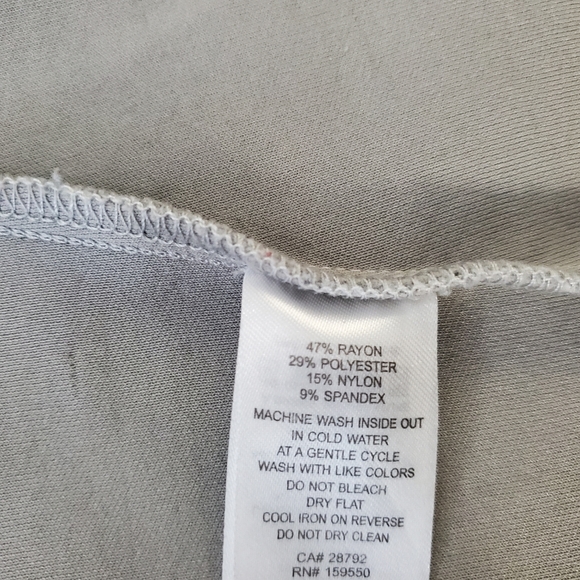 47% RAYON
29% POLYESTER
15% NYLON
9% SPANDEX
MACHINE WASH INSIDE OUT
IN COLD WATER
AT A GENTLE CYCLE
WASH WITH LIKE COLORS
DO NOT BLEACH
DRY FLAT
COOL IRON ON REVERSE
DO NOT DRY CLEAN
CA# 28792
RN# 159550